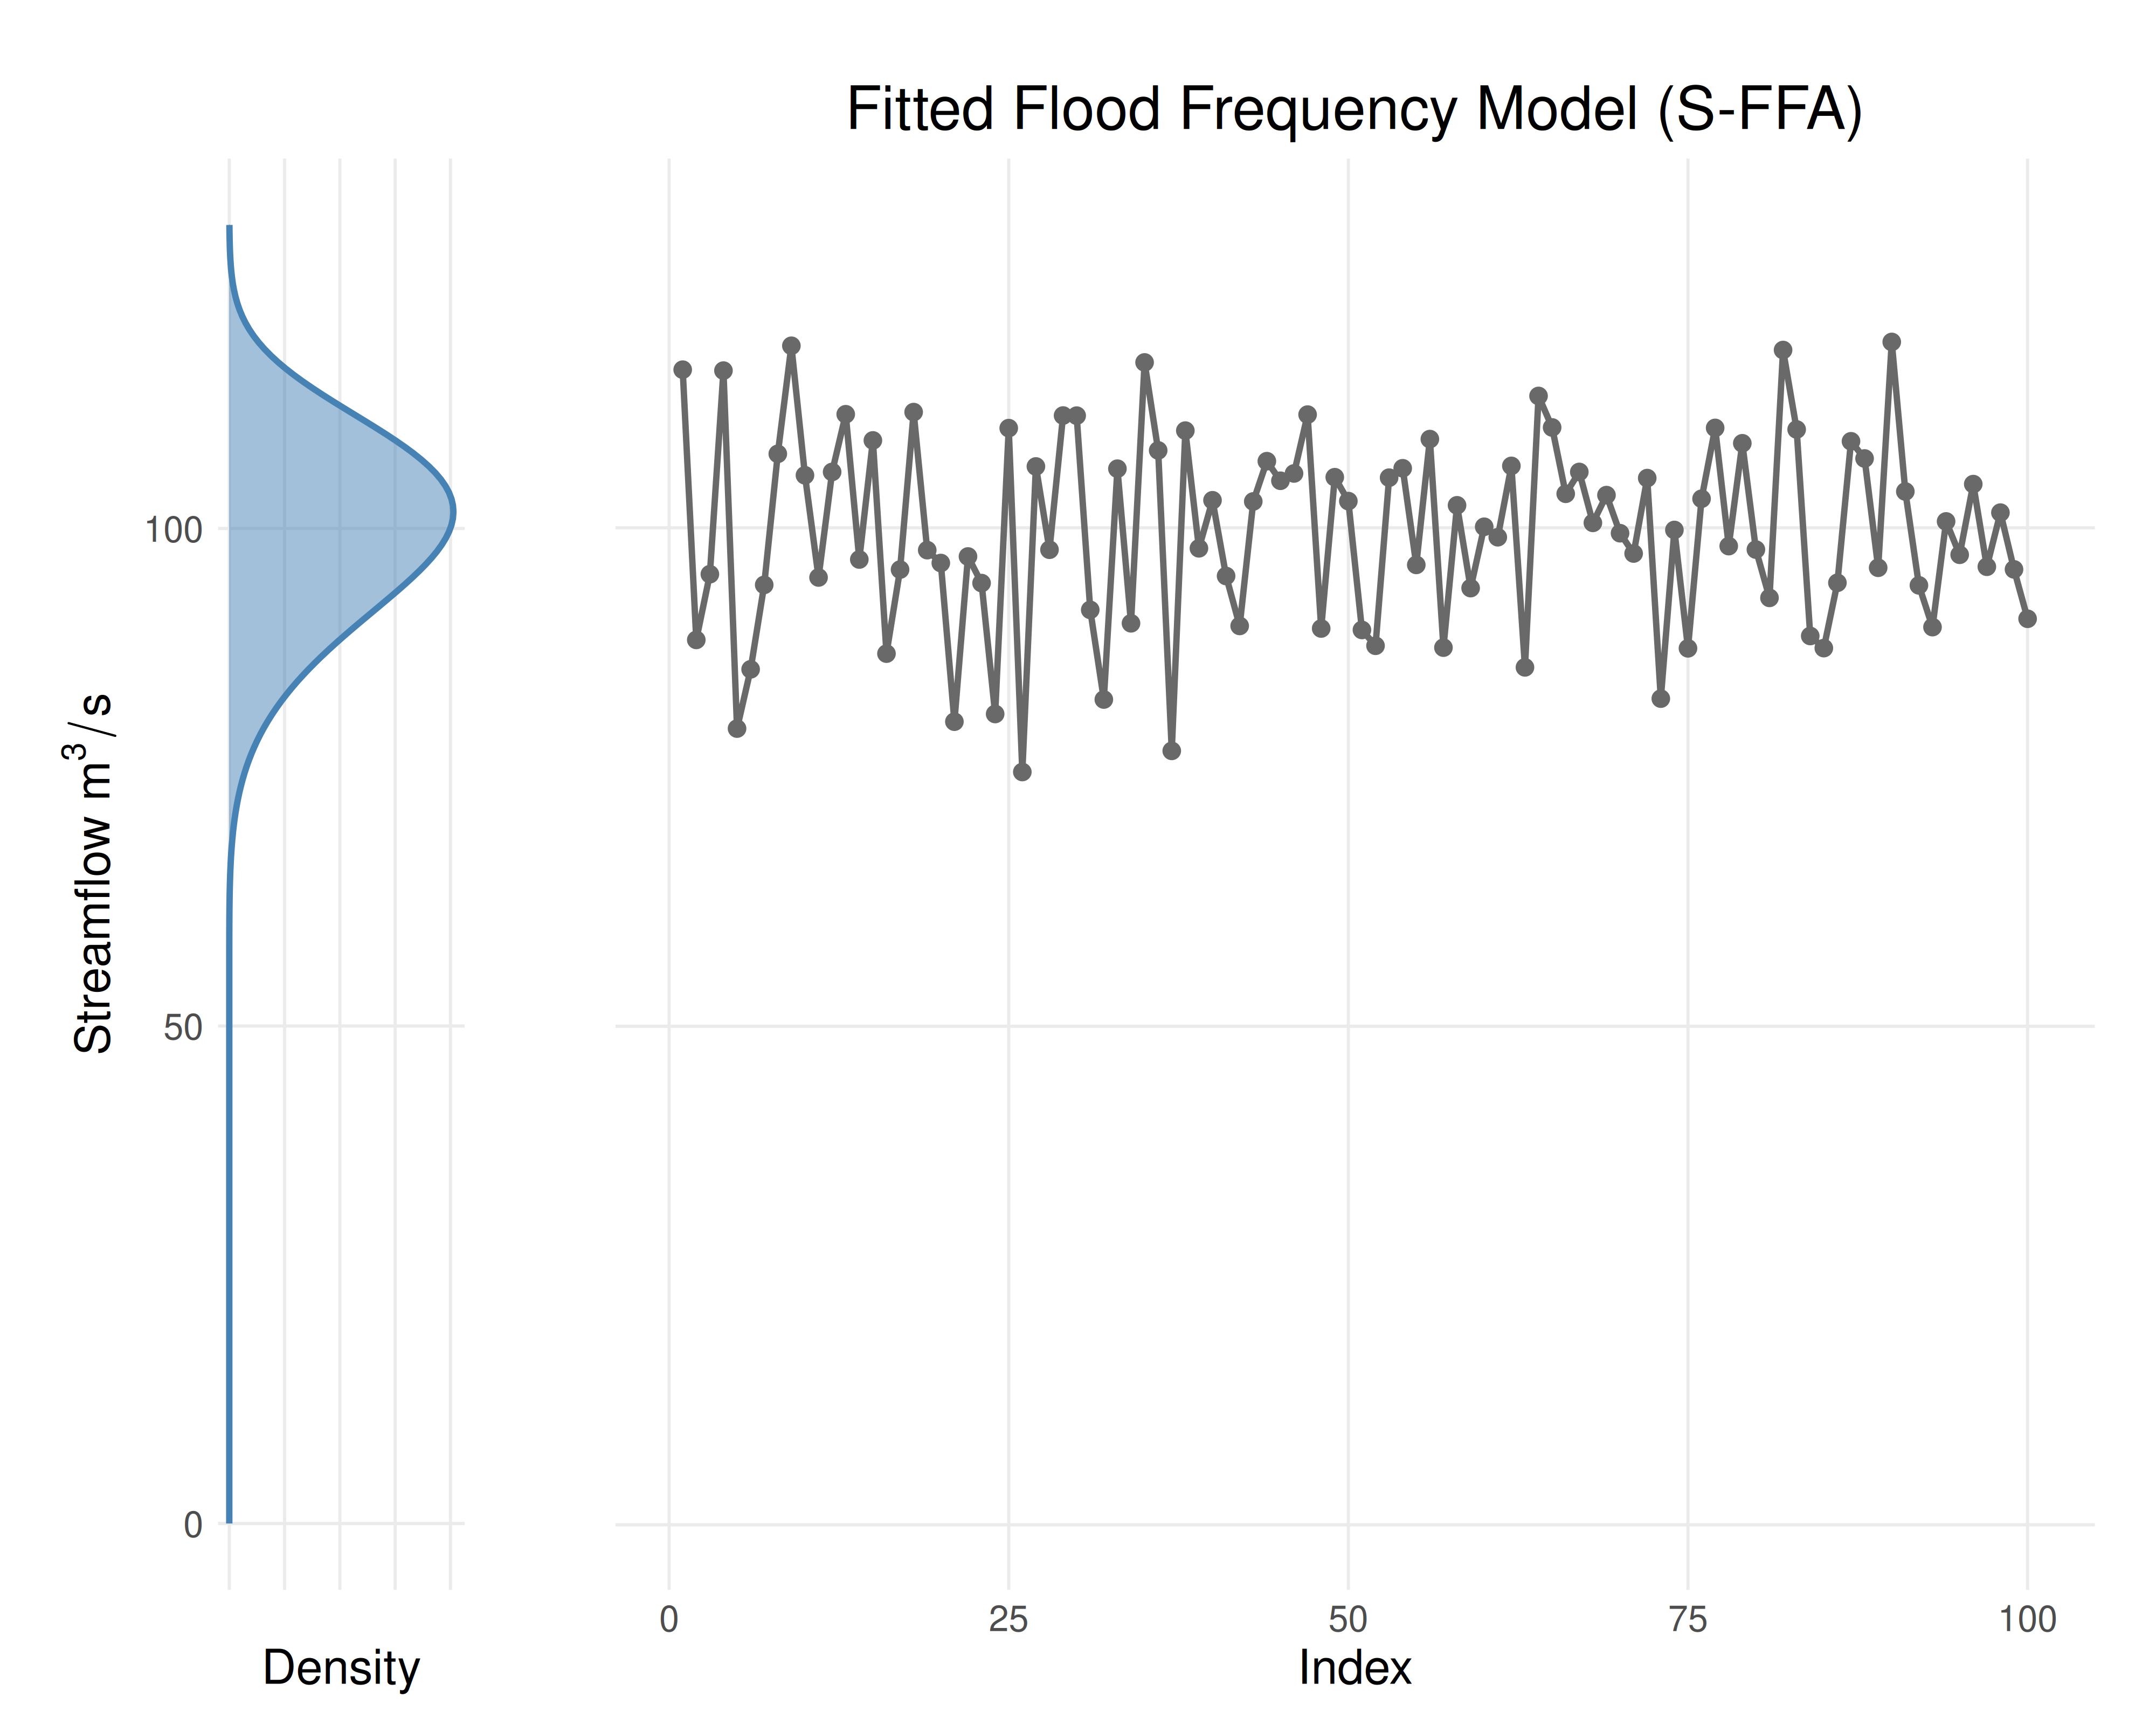 Fitted Flood Frequency Model (S-FFA)
Streamflow m³/s
100
50
0
0 25 50 75 100
Density Index